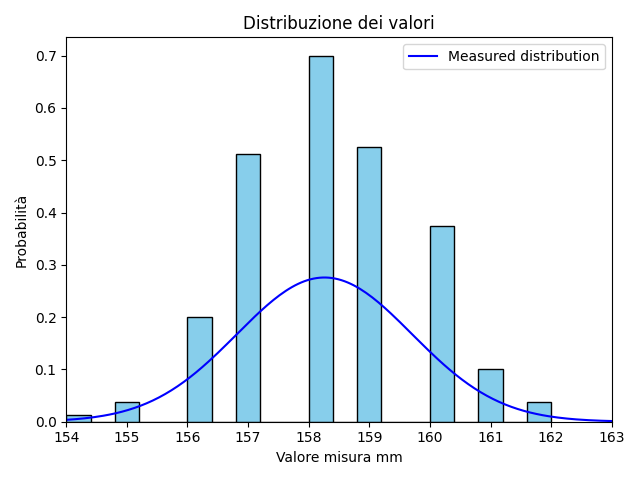 Distribuzione dei valori
Measured distribution
0.7
0.6
0.5
0.4
0.3
0.2
0.1
0.0
Probabilità
154 155 156 157 158 159 160 161 162 163
Valore misura mm